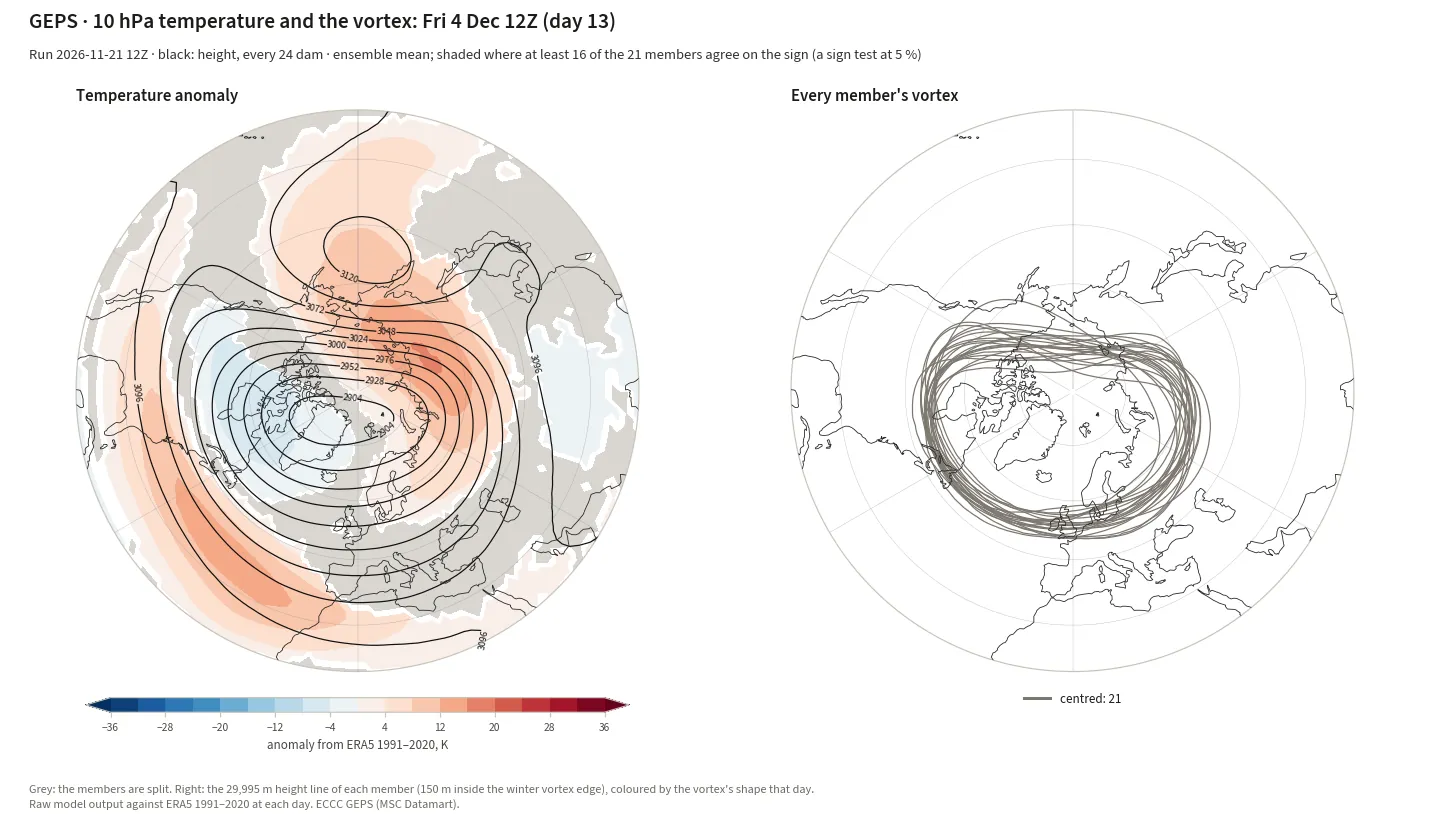 GEPS · 10 hPa temperature and the vortex: Fri 4 Dec 12Z (day 13)
Run 2026-11-21 12Z · black: height, every 24 dam · ensemble mean; shaded where at least 16 of the 21 members agree on the sign (a sign test at 5 %)
Temperature anomaly
Every member's vortex
3120
3072
3048
3024
3000
2976
2952
2928
2904
2904
3096
3096
3096
−36 −28 −20 −12 −4 4 12 20 28 36
anomaly from ERA5 1991–2020, K
centred: 21
Grey: the members are split. Right: the 29,995 m height line of each member (150 m inside the winter vortex edge), coloured by the vortex's shape that day.
Raw model output against ERA5 1991–2020 at each day. ECCC GEPS (MSC Datamart).